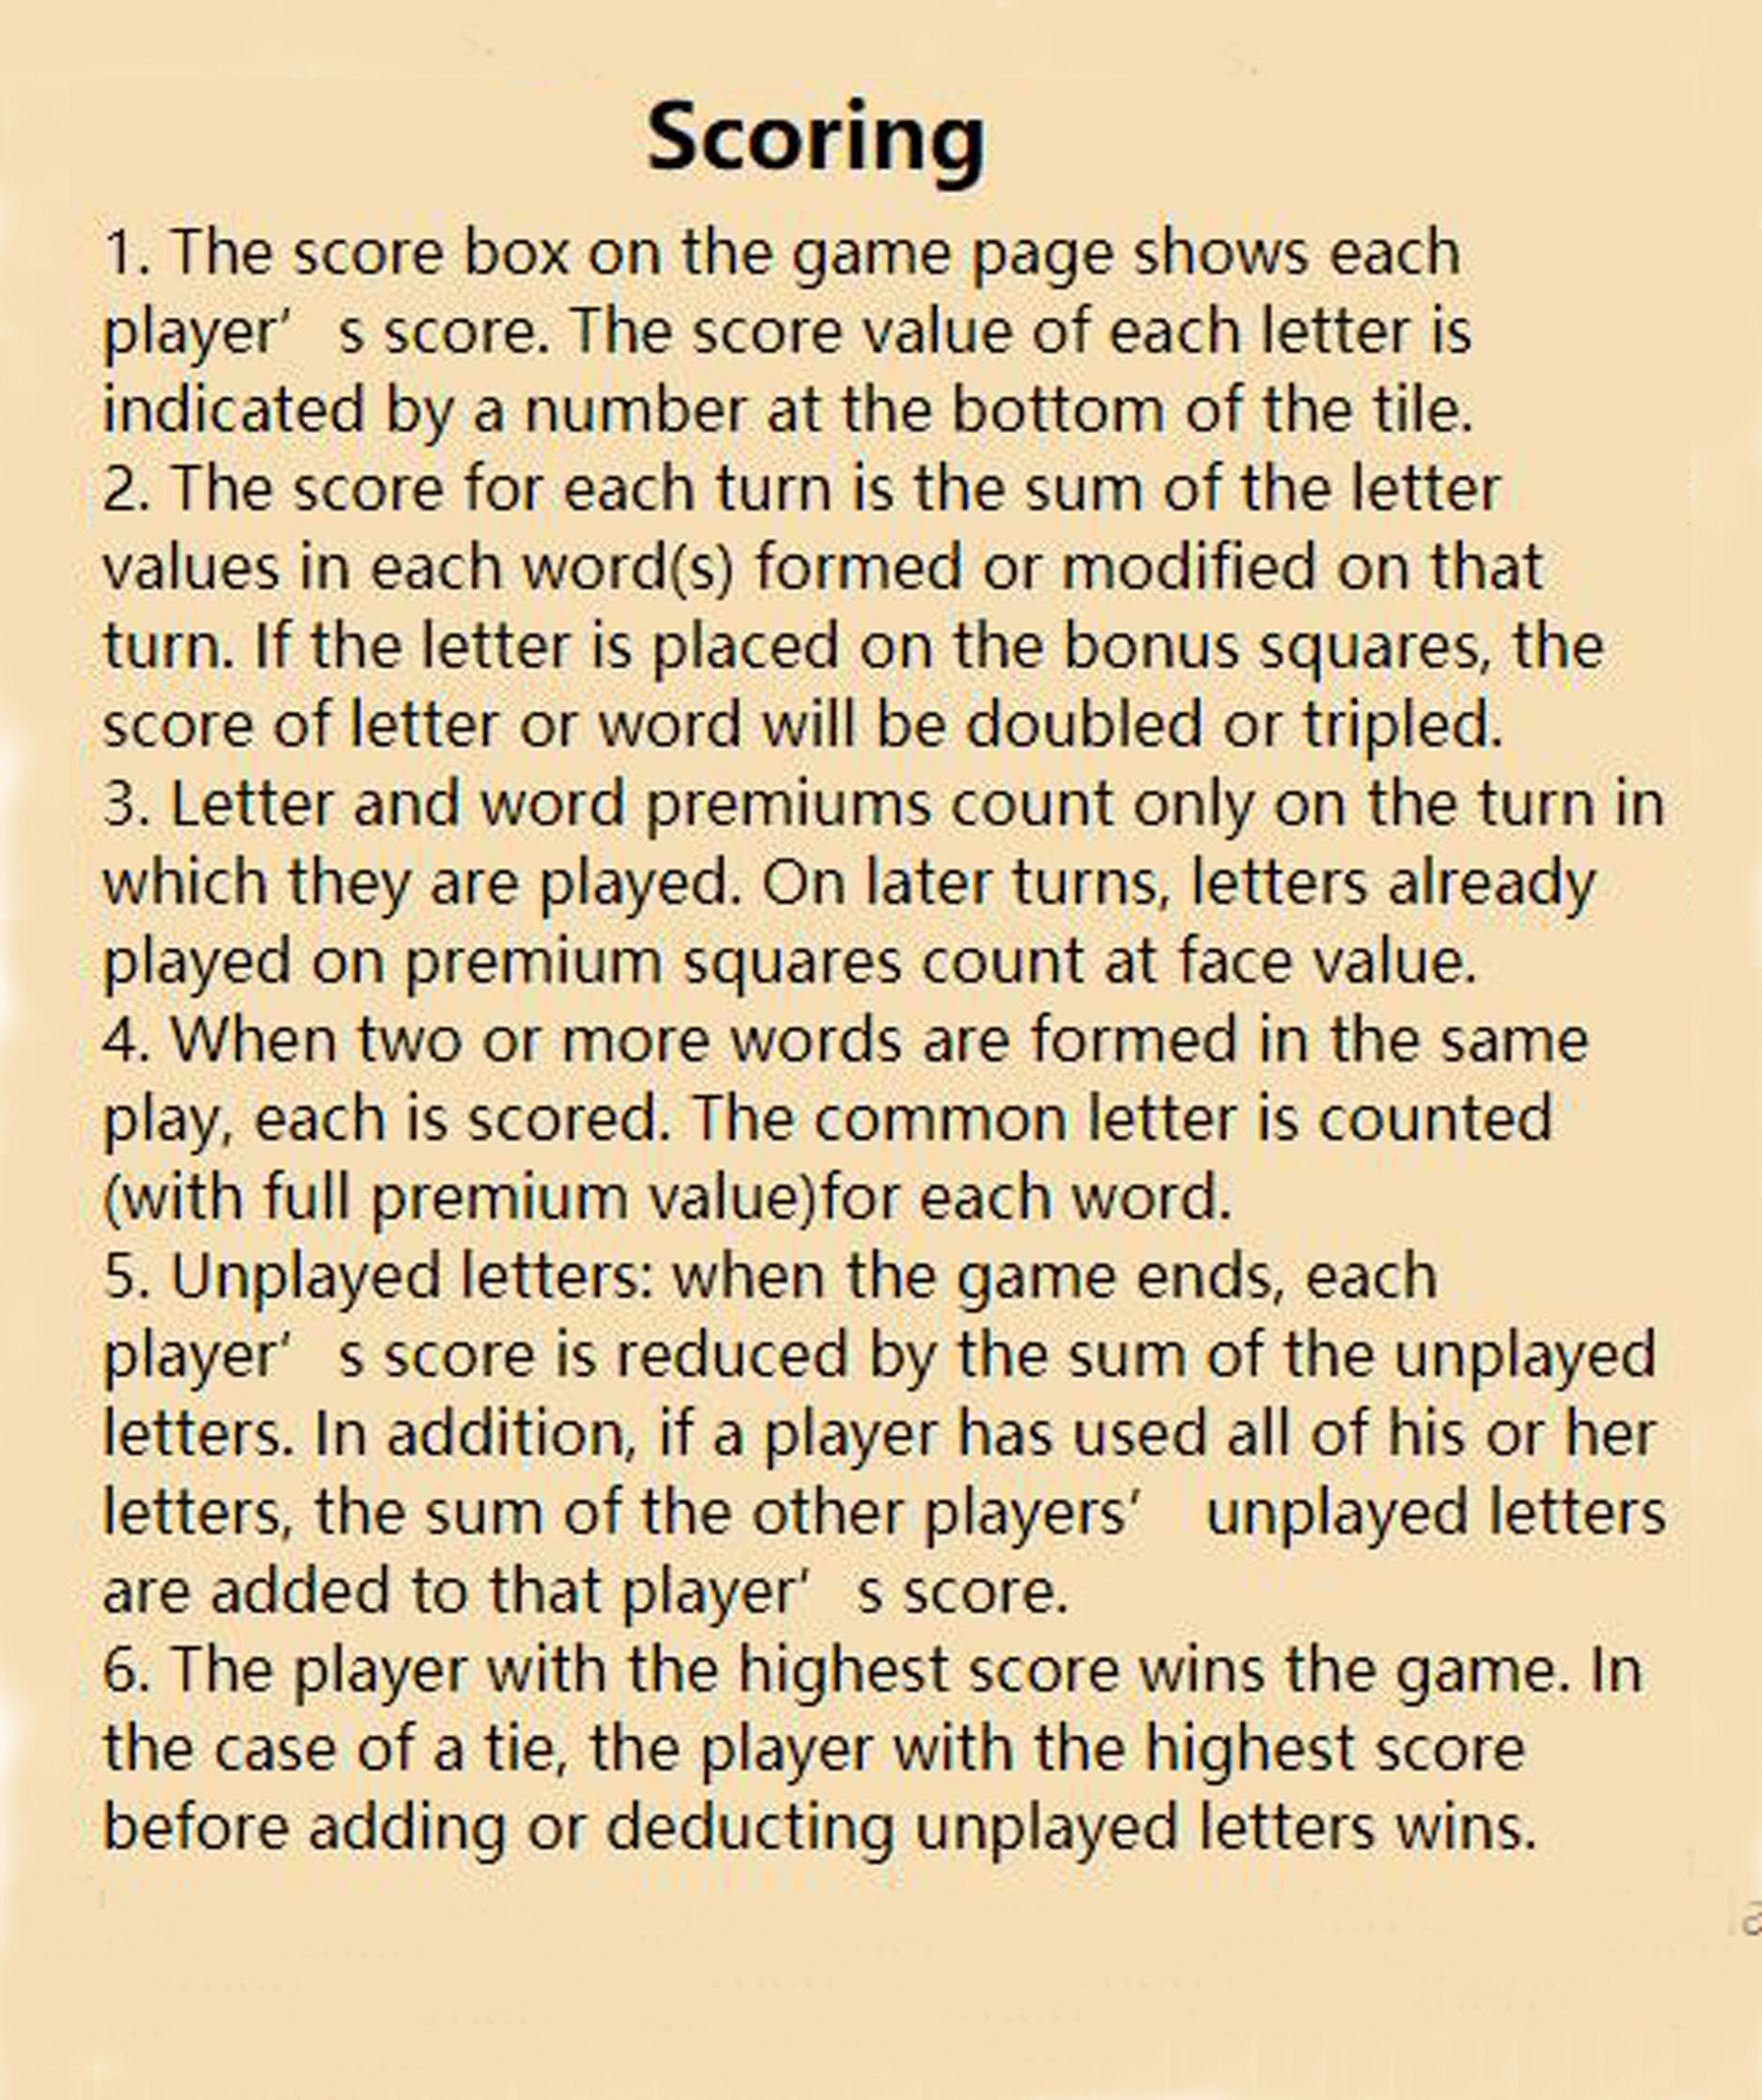 Scoring
1. The score box on the game page shows each
player’ s score. The score value of each letter is
indicated by a number at the bottom of the tile.
2. The score for each turn is the sum of the letter
values in each word(s) formed or modified on that
turn. If the letter is placed on the bonus squares, the
score of letter or word will be doubled or tripled.
3. Letter and word premiums count only on the turn in
which they are played. On later turns, letters already
played on premium squares count at face value.
4. When two or more words are formed in the same
play, each is scored. The common letter is counted
(with full premium value)for each word.
5. Unplayed letters: when the game ends, each
player’ s score is reduced by the sum of the unplayed
letters. In addition, if a player has used all of his or her
letters, the sum of the other players’ unplayed letters
are added to that player’ s score.
6. The player with the highest score wins the game. In
the case of a tie, the player with the highest score
before adding or deducting unplayed letters wins.